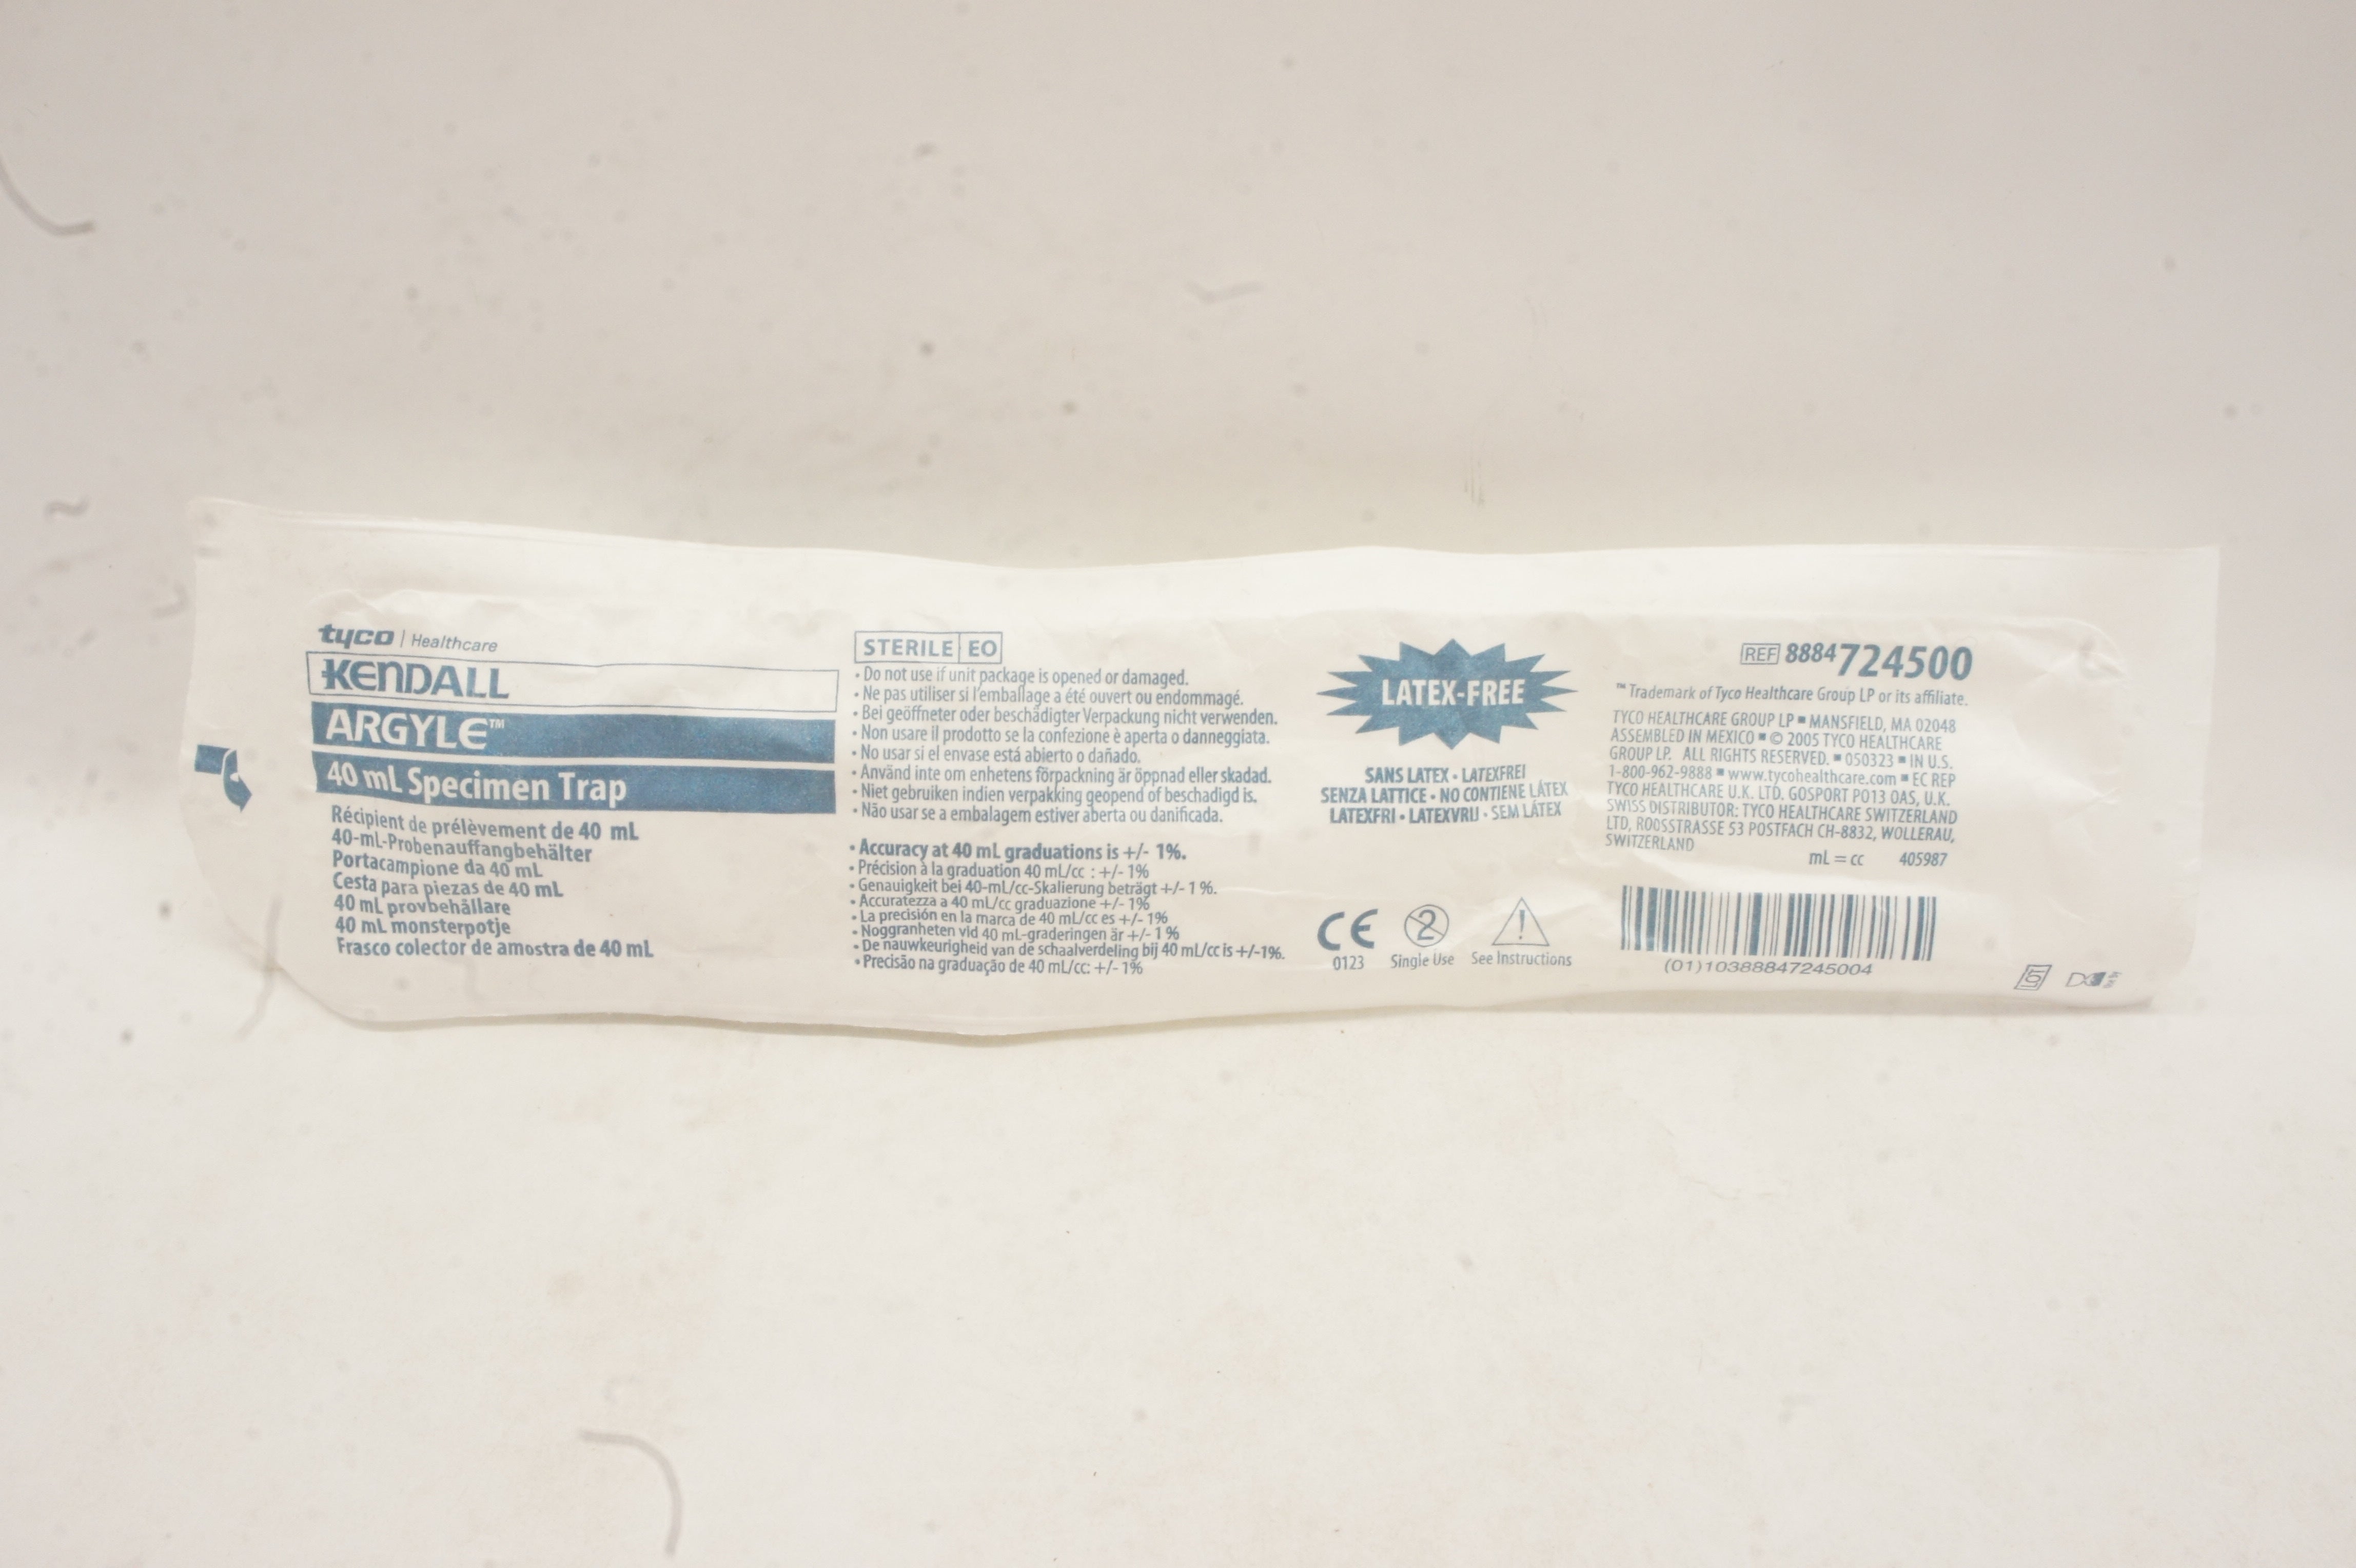 tyco | Healthcare
KENDALL
ARGYLE™
40 mL Specimen Trap
Récipient de prélèvement de 40 mL
40-mL-Probenauffangbehälter
Portacampione da 40 mL
Cesta para piezas de 40 mL
40 mL provbehållare
40 mL monsterpotje
Frasco colector de amostra de 40 mL
STERILE EO
• Do not use if unit package is opened or damaged.
• Ne pas utiliser si l'emballage a été ouvert ou endommagé.
• Bei geöffneter oder beschädigter Verpackung nicht verwenden.
• Non usare il prodotto se la confezione è aperta o danneggiata.
• No usar si el envase está abierto o dañado.
• Använd inte om enhetens förpackning är öppnad eller skadad.
• Niet gebruiken indien verpakking geopend of beschadigd is.
• Não usar se a embalagem estiver aberta ou danificada.
• Accuracy at 40 mL graduations is +/- 1%.
• Précision à la graduation 40 mL/cc : +/- 1%
• Genauigkeit bei 40-mL/cc-Skalierung beträgt +/- 1 %.
• Accuratezza a 40 mL/cc graduazione +/- 1%
• La precisión en la marca de 40 mL/cc es +/- 1%
• Noggranheten vid 40 mL-graderingen är +/- 1 %
• De nauwkeurigheid van de schaalverdeling bij 40 mL/cc is +/-1%.
• Precisão na graduação de 40 mL/cc: +/- 1%
LATEX-FREE
SANS LATEX • LATEXFREI
SENZA LATTICE • NO CONTIENE LÁTEX
LATEXFRI • LATEXVRIJ • SEM LÁTEX
CE 2 !
0123 Single Use See Instructions
REF 8884724500
™ Trademark of Tyco Healthcare Group LP or its affiliate.
TYCO HEALTHCARE GROUP LP ▪ MANSFIELD, MA 02048
ASSEMBLED IN MEXICO ▪ © 2005 TYCO HEALTHCARE
GROUP LP. ALL RIGHTS RESERVED. ▪ 050323 ▪ IN U.S.
1-800-962-9888 ▪ www.tycohealthcare.com ▪ EC REP
TYCO HEALTHCARE U.K. LTD. GOSPORT PO13 0AS, U.K.
SWISS DISTRIBUTOR: TYCO HEALTHCARE SWITZERLAND
LTD, ROOSSTRASSE 53 POSTFACH CH-8832, WOLLERAU,
SWITZERLAND
mL = cc 405987
(01)10388847245004
5